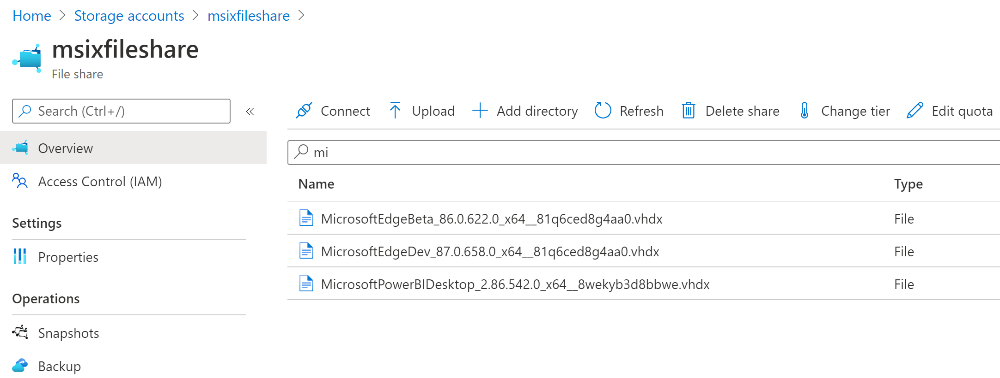 Home > Storage accounts > msixfileshare >
msixfileshare
File share
Search (Ctrl+/)
«
Overview
Access Control (IAM)
Settings
Properties
Operations
Snapshots
Backup
Connect Upload Add directory Refresh Delete share Change tier Edit quota
mi
Name Type
MicrosoftEdgeBeta_86.0.622.0_x64__81q6ced8g4aa0.vhdx File
MicrosoftEdgeDev_87.0.658.0_x64__81q6ced8g4aa0.vhdx File
MicrosoftPowerBIDesktop_2.86.542.0_x64__8wekyb3d8bbwe.vhdx File